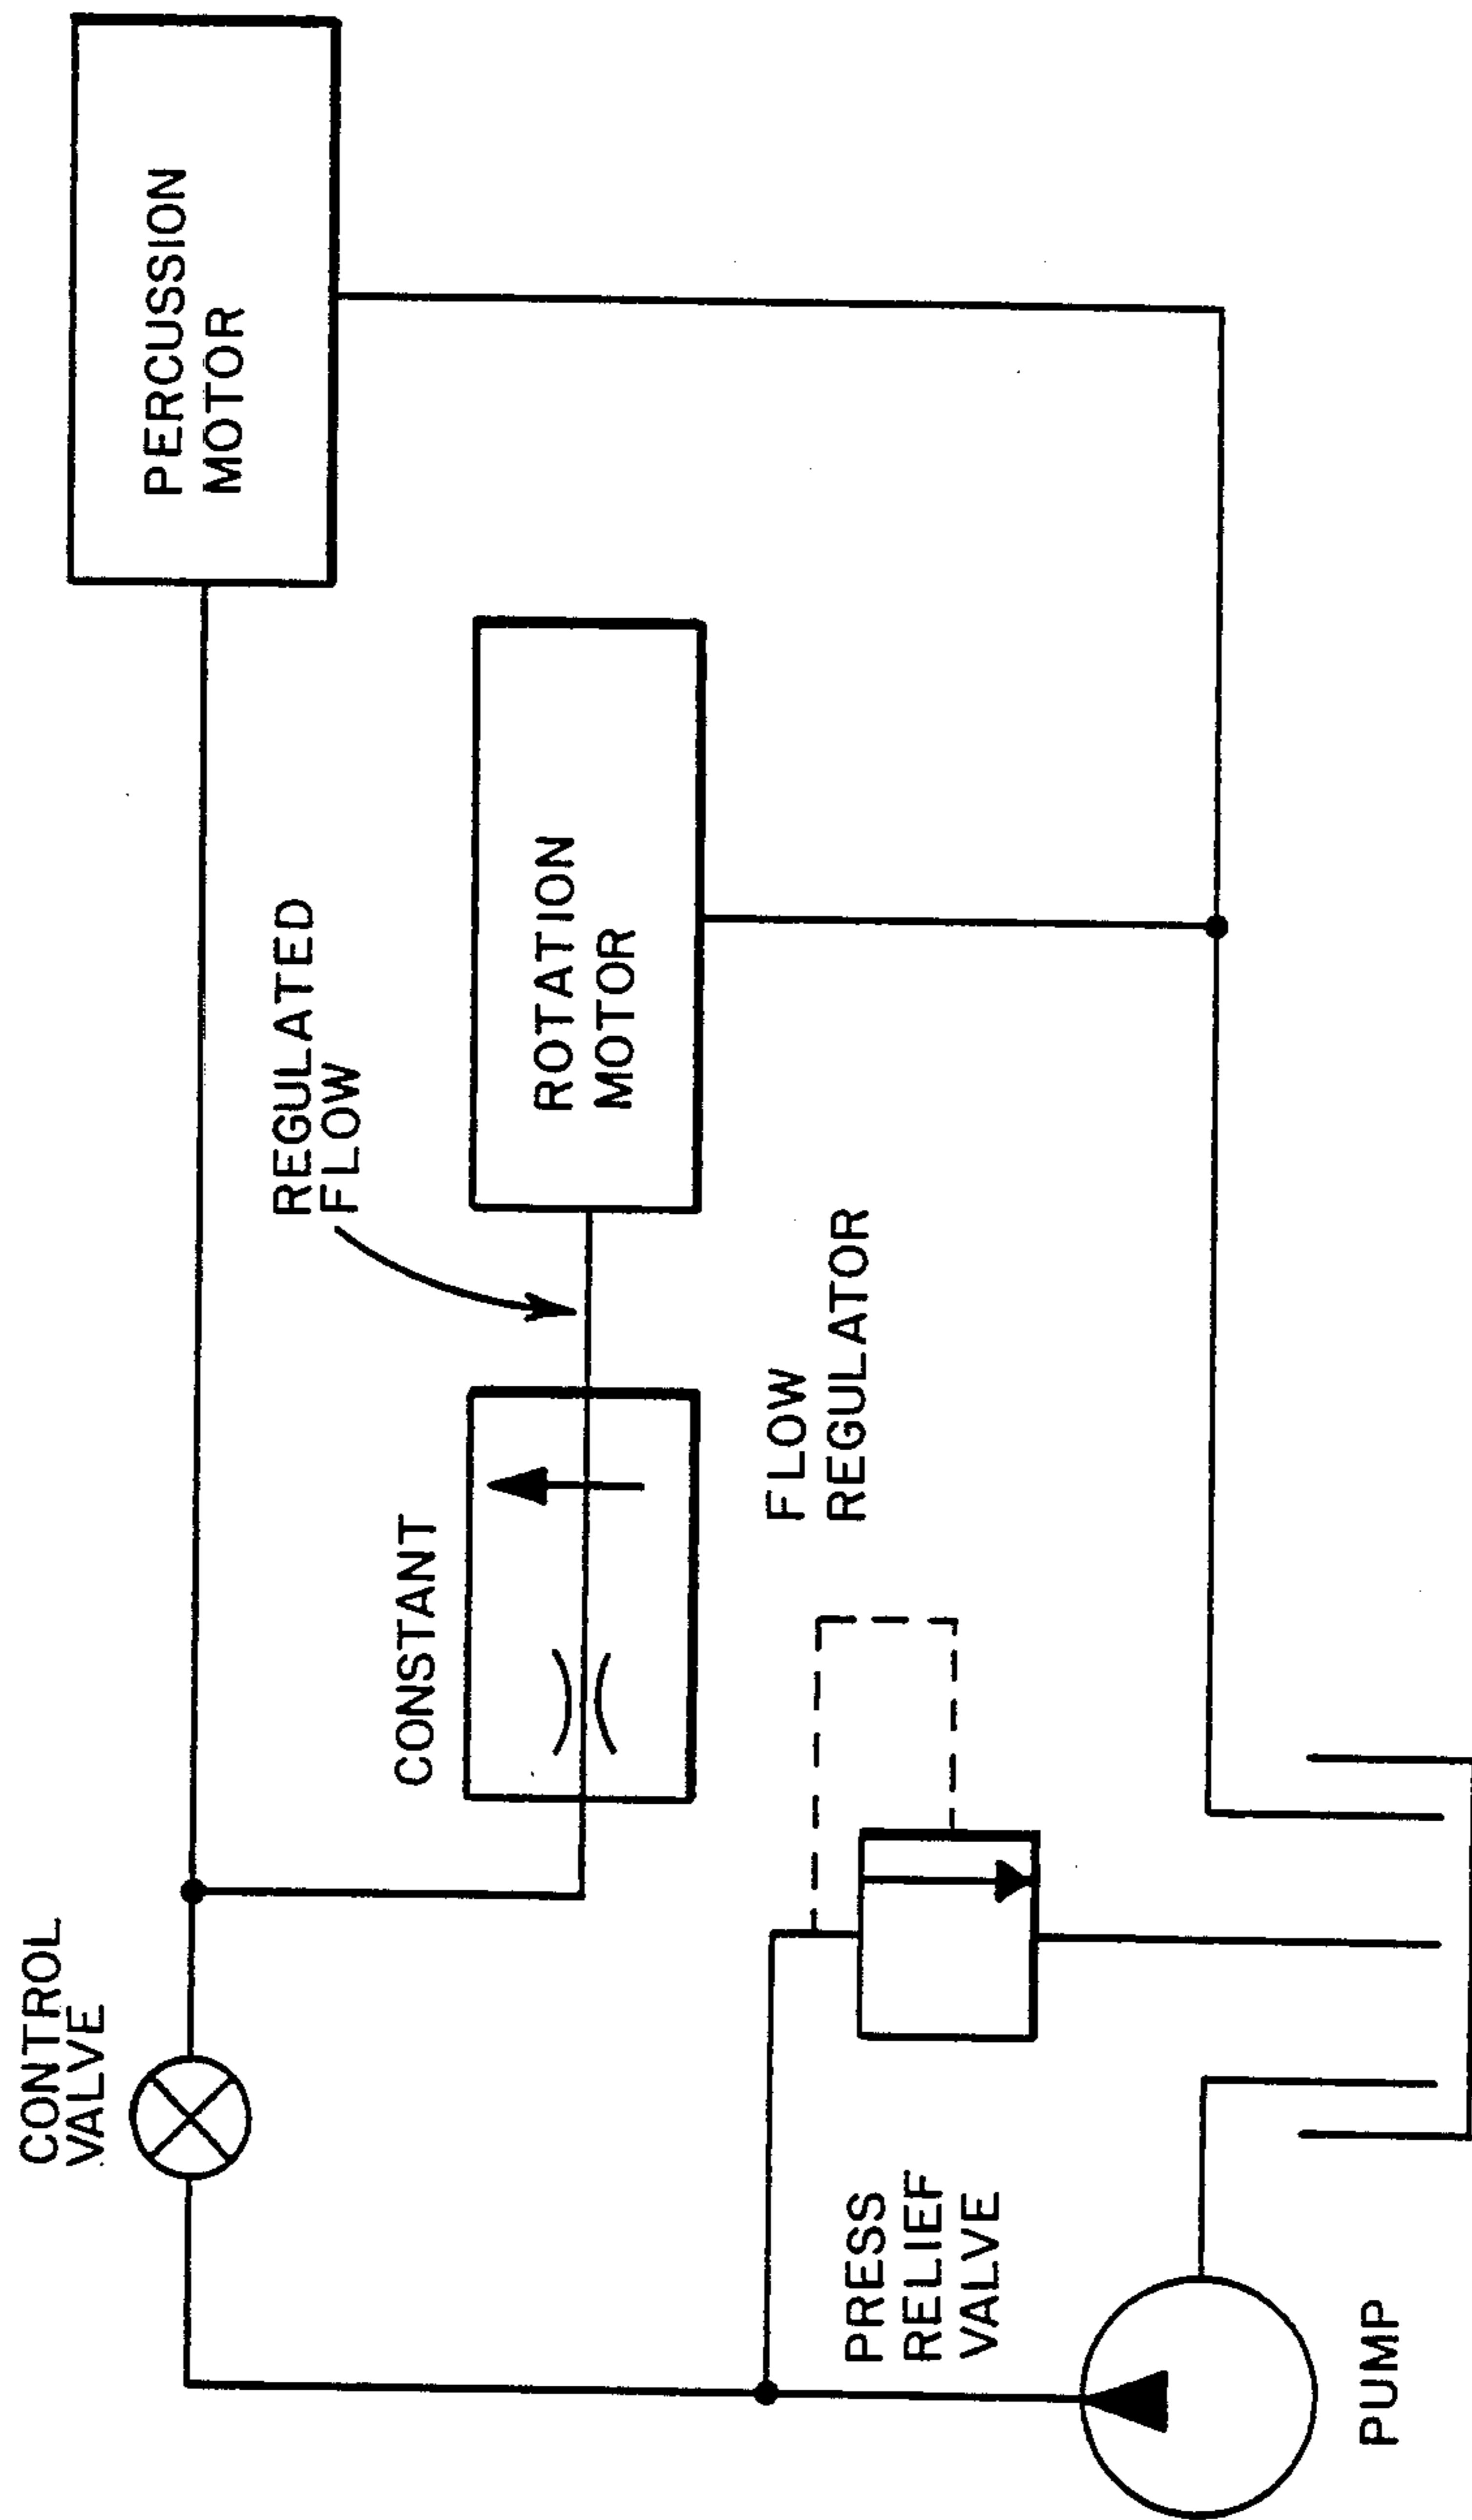 PERCUSSION
MOTOR
CONTROL
VALVE
REGULATED
FLOW
CONSTANT
ROTATION
MOTOR
FLOW
REGULATOR
PRESS
RELIEF
VALVE
PUMP